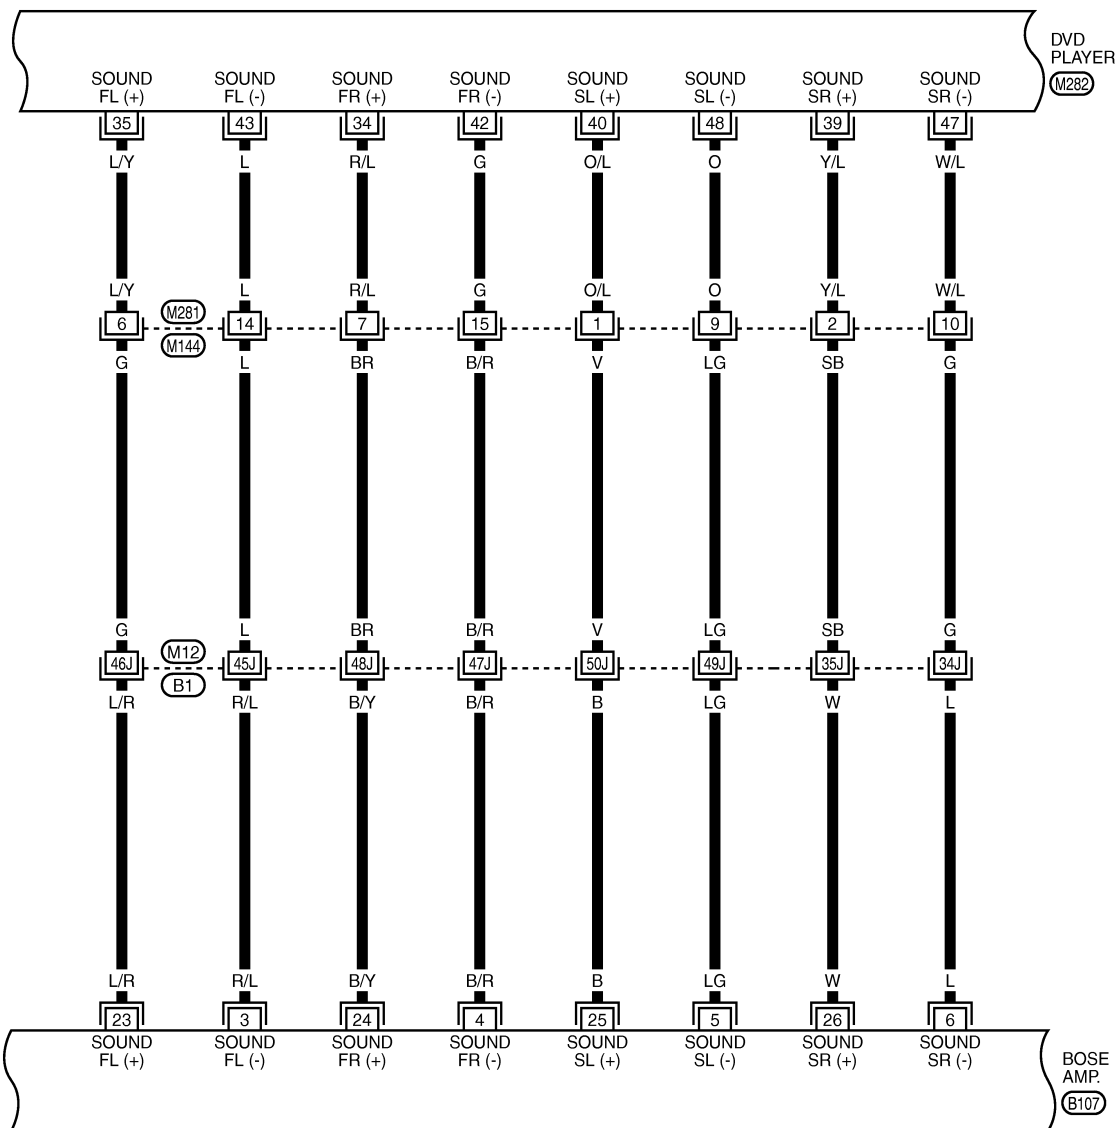 DVD
PLAYER
M282
SOUND SOUND SOUND SOUND SOUND SOUND SOUND SOUND
FL (+) FL (-) FR (+) FR (-) SL (+) SL (-) SR (+) SR (-)
35 43 34 42 40 48 39 47
L/Y L R/L G O/L O Y/L W/L
L/Y L R/L G O/L O Y/L W/L
M281
6 14 7 15 1 9 2 10
M144
G L BR B/R V LG SB G
G L BR B/R V LG SB G
M12
46J 45J 48J 47J 50J 49J 35J 34J
B1
L/R R/L B/Y B/R B LG W L
L/R R/L B/Y B/R B LG W L
23 3 24 4 25 5 26 6
SOUND SOUND SOUND SOUND SOUND SOUND SOUND SOUND
FL (+) FL (-) FR (+) FR (-) SL (+) SL (-) SR (+) SR (-)
BOSE
AMP.
B107